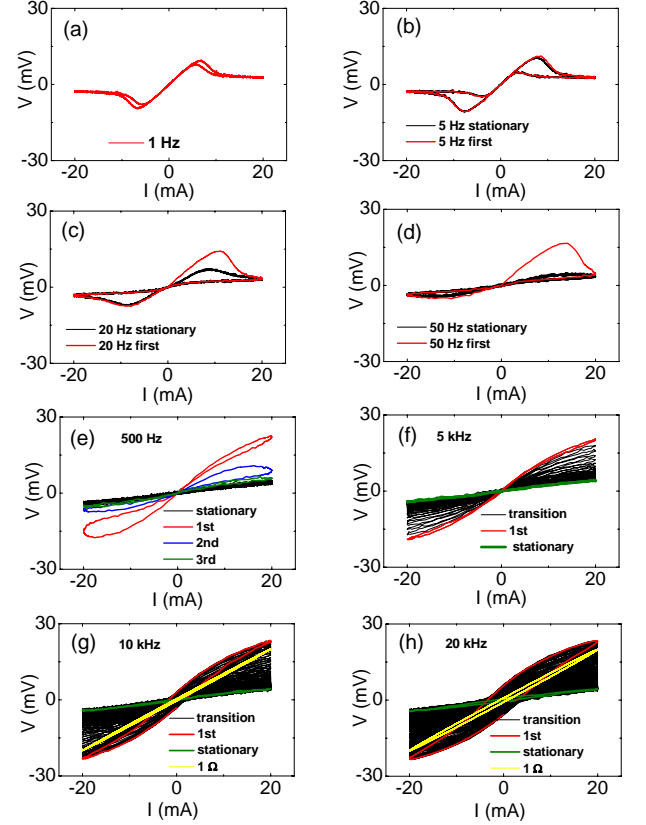 (a)
30
0
-30
V (mV)
1 Hz
-20 0 20
I (mA)
(b)
30
0
-30
V (mV)
5 Hz stationary
5 Hz first
-20 0 20
I (mA)
(c)
30
0
-30
V (mV)
20 Hz stationary
20 Hz first
-20 0 20
I (mA)
(d)
30
0
-30
V (mV)
50 Hz stationary
50 Hz first
-20 0 20
I (mA)
(e)
500 Hz
30
0
-30
V (mV)
stationary
1st
2nd
3rd
-20 0 20
I (mA)
(f)
5 kHz
30
0
-30
V (mV)
transition
1st
stationary
-20 0 20
I (mA)
(g)
10 kHz
30
0
-30
V (mV)
transition
1st
stationary
1 Ω
-20 0 20
I (mA)
(h)
20 kHz
30
0
-30
V (mV)
transition
1st
stationary
1 Ω
-20 0 20
I (mA)